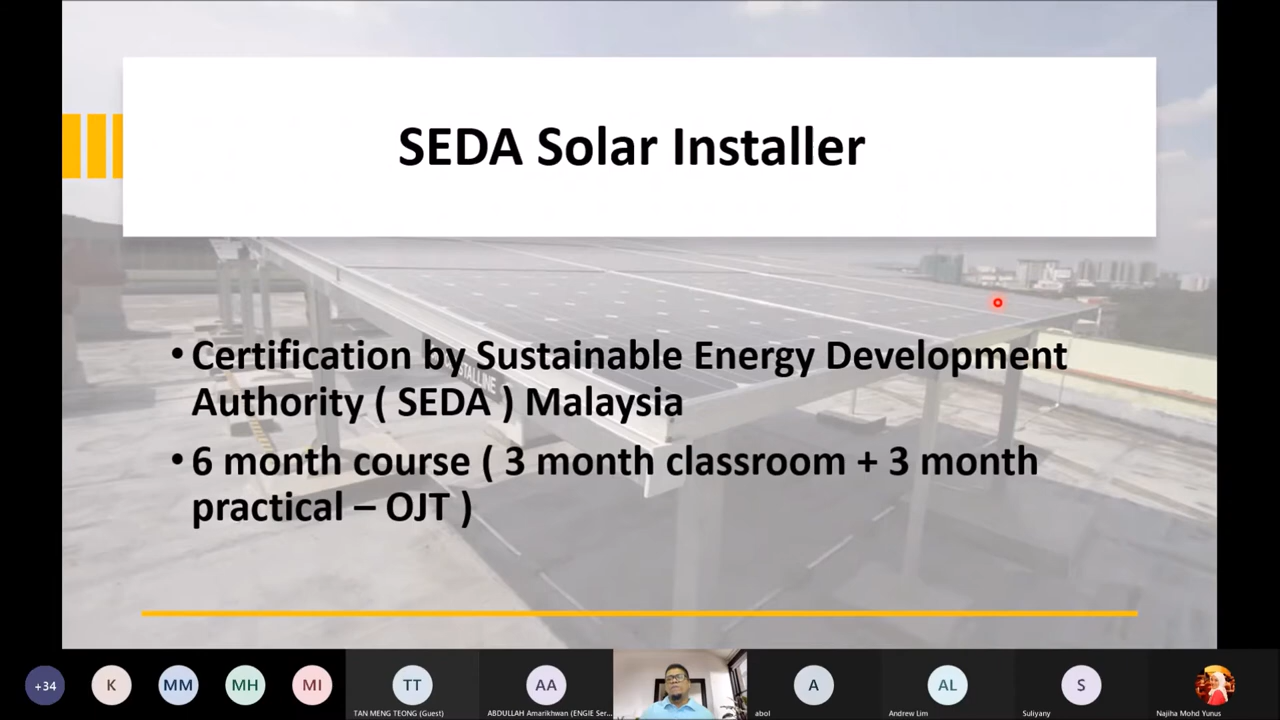 SEDA Solar Installer
• Certification by Sustainable Energy Development
Authority ( SEDA ) Malaysia
• 6 month course ( 3 month classroom + 3 month
practical – OJT )
+34
K
MM
MH
MI
TT
AA
A
AL
S
TAN MENG TEONG (Guest)
ABDULLAH Amarikhwan (ENGIE Ser...
abol
Andrew Lim
Suliyany
Najiha Mohd Yunus